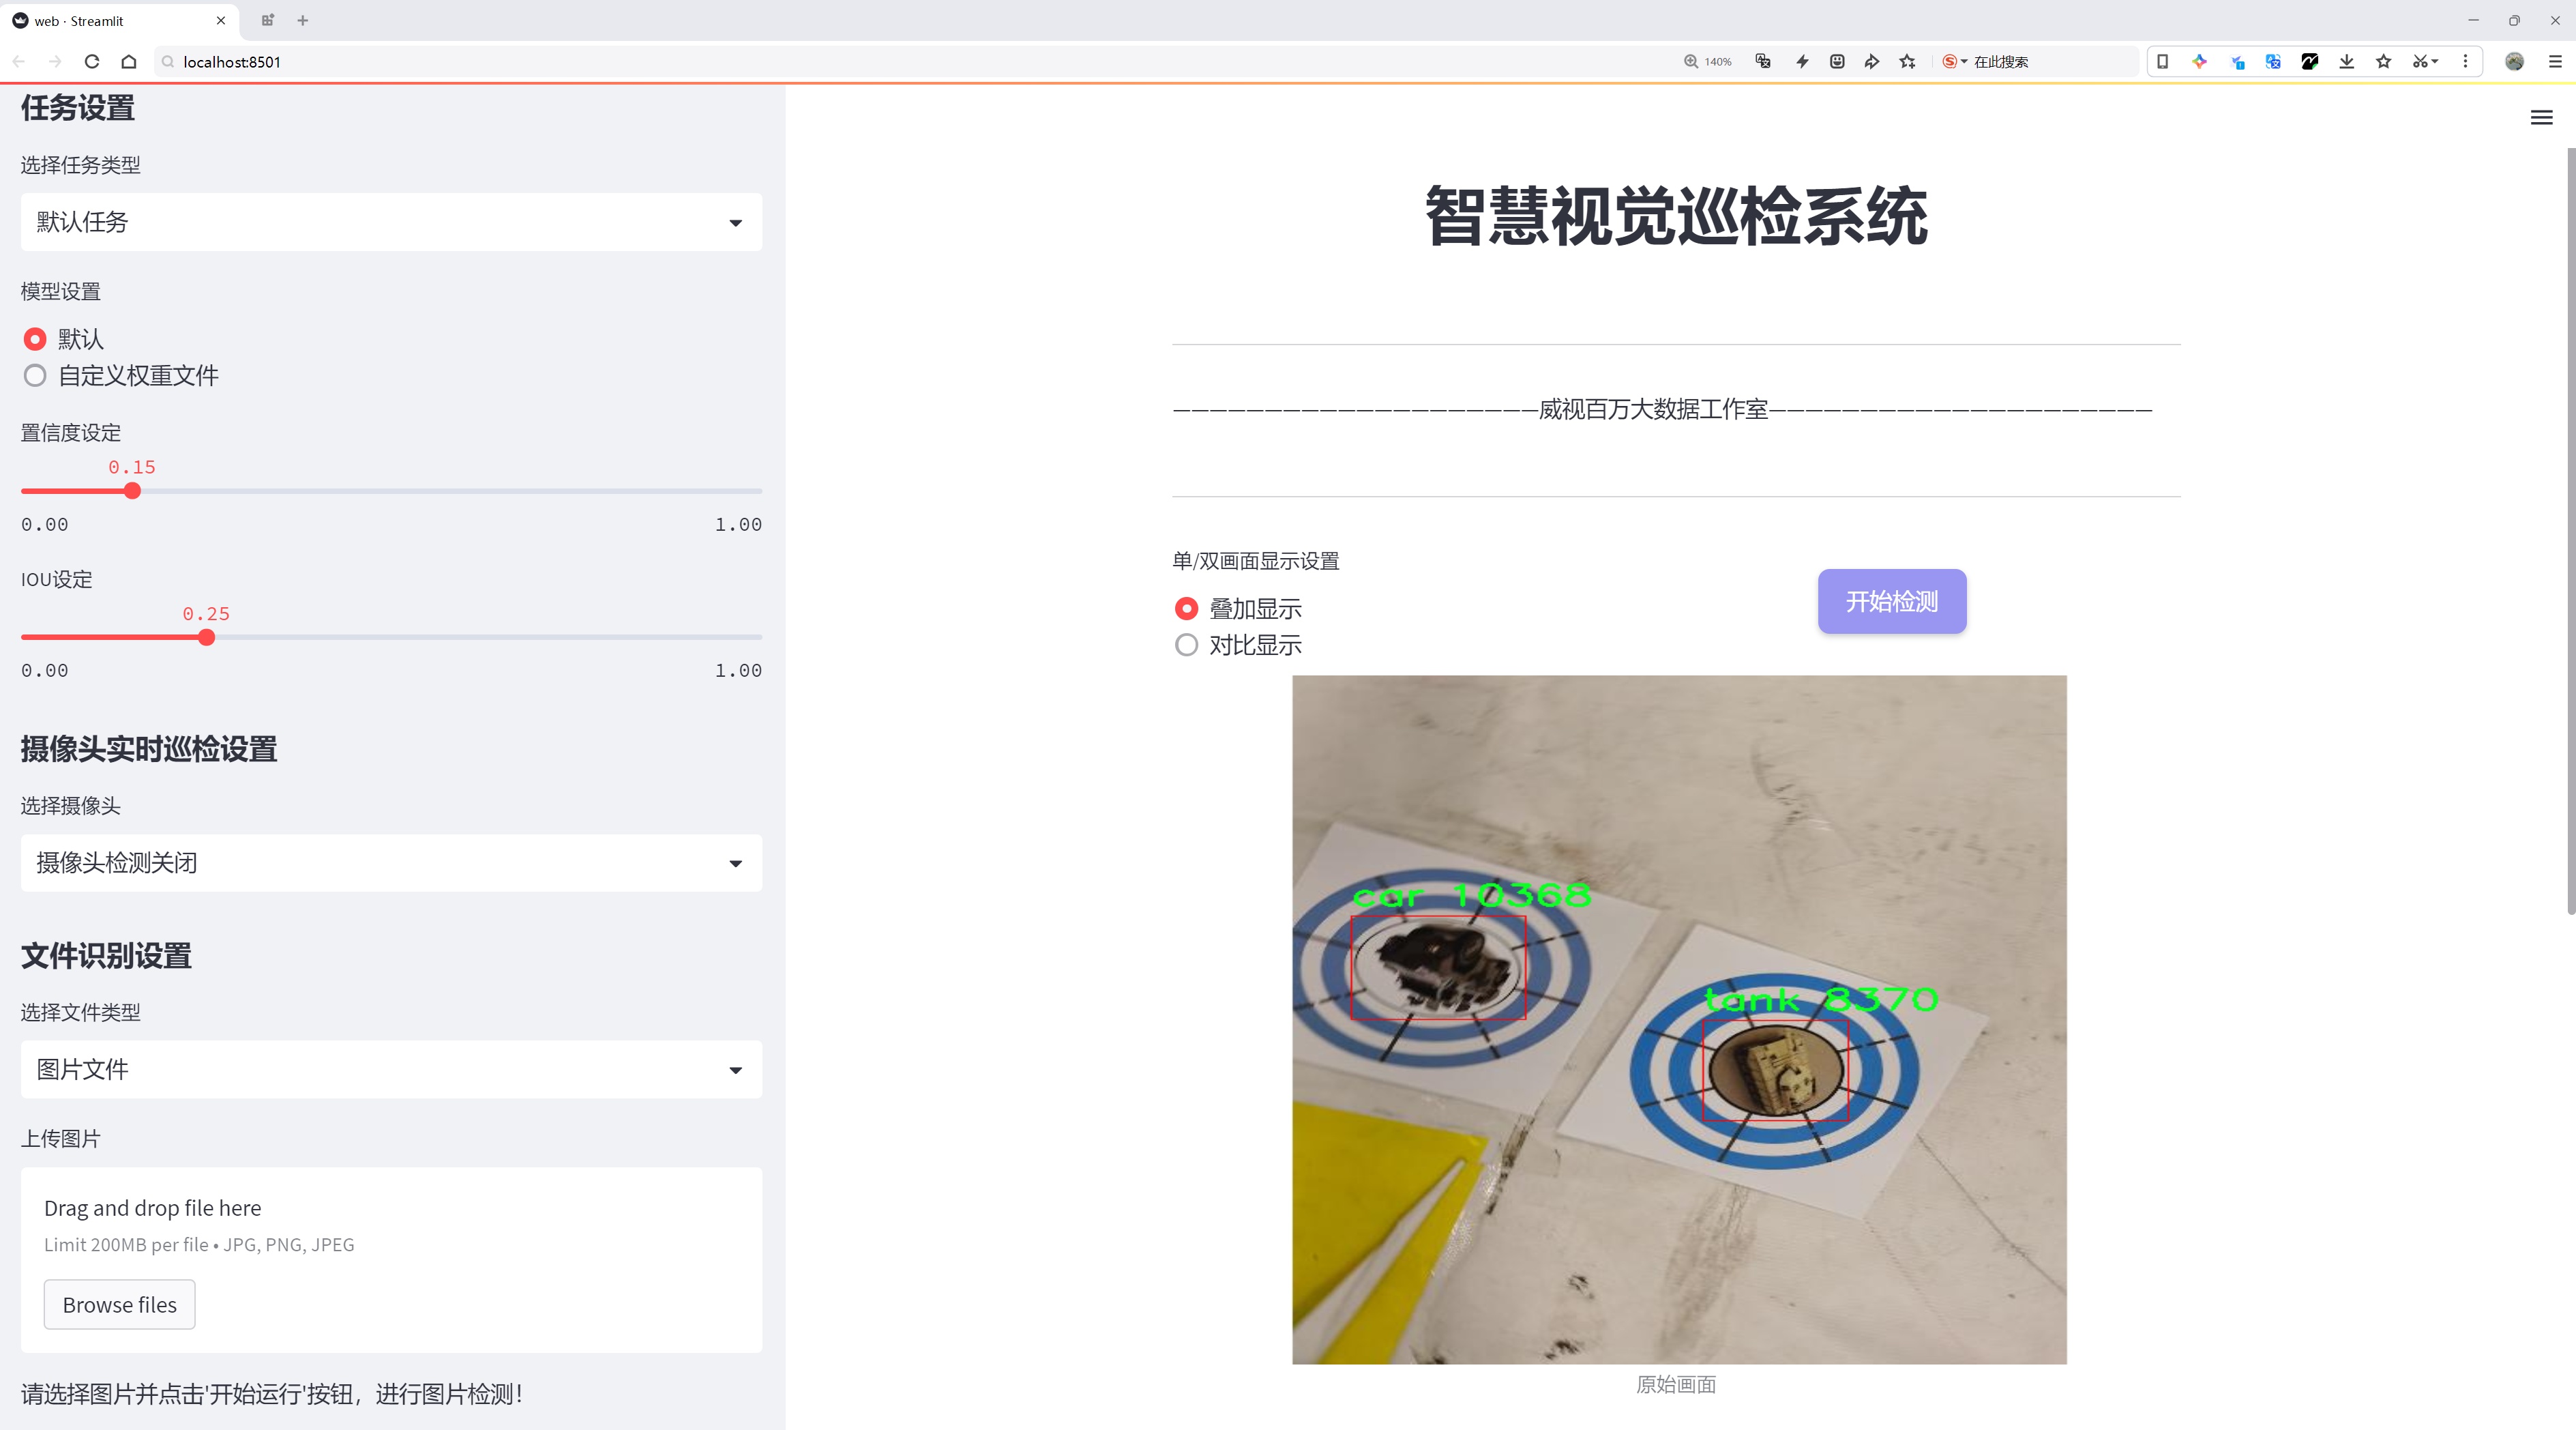 web · Streamlit
localhost:8501
140%
在此搜索
任务设置
选择任务类型
默认任务
模型设置
默认
自定义权重文件
置信度设定
0.15
0.00
1.00
IOU设定
0.25
0.00
1.00
摄像头实时巡检设置
选择摄像头
摄像头检测关闭
文件识别设置
选择文件类型
图片文件
上传图片
Drag and drop file here
Limit 200MB per file • JPG, PNG, JPEG
Browse files
请选择图片并点击'开始运行'按钮，进行图片检测！
智慧视觉巡检系统
————————————————————威视百万大数据工作室—————————————————————
单/双画面显示设置
叠加显示
对比显示
开始检测
car 10368
tank 8370
原始画面